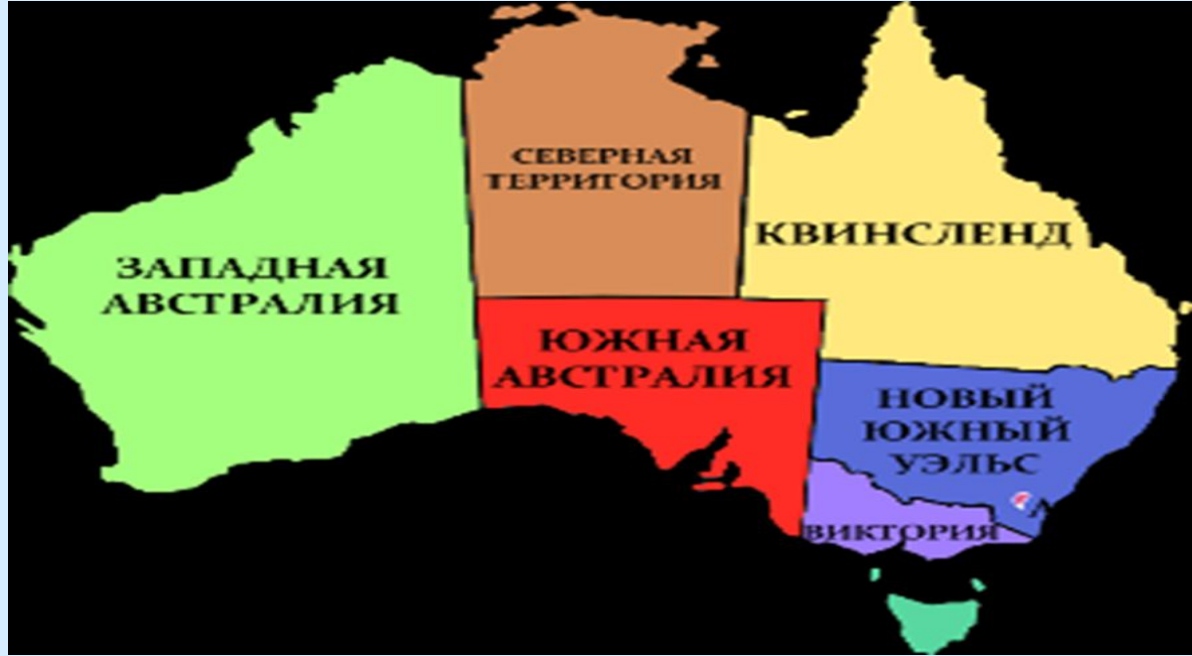 СЕВЕРНАЯ
ТЕРРИТОРИЯ
КВИНСЛЕНД
ЗАПАДНАЯ
АВСТРАЛИЯ
ЮЖНАЯ
АВСТРАЛИЯ
НОВЫЙ
ЮЖНЫЙ
УЭЛЬС
ВИКТОРИЯ